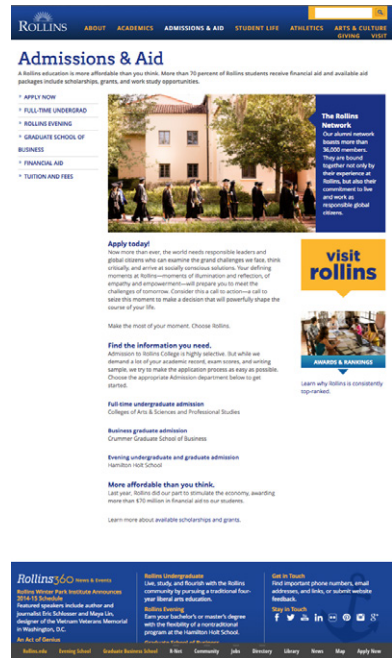 ROLLINS
ABOUT ACADEMICS ADMISSIONS & AID STUDENT LIFE ATHLETICS ARTS & CULTURE
GIVING VISIT
Admissions & Aid
A Rollins education is more affordable than you think. More than 70 percent of Rollins students receive financial aid and available aid
packages include scholarships, grants, and work study opportunities.
APPLY NOW
FULL-TIME UNDERGRAD
ROLLINS EVENING
GRADUATE SCHOOL OF
BUSINESS
FINANCIAL AID
TUITION AND FEES
The Rollins
Network
Our alumni network
boasts more than
36,000 members.
They are bound
together not only by
their experience at
Rollins, but also their
commitment to live
and work as
responsible global
citizens.
Apply today!
Now more than ever, the world needs responsible leaders and
global citizens who can examine the grand challenges we face, think
critically, and arrive at socially conscious solutions. Your defining
moments at Rollins—moments of illumination and reflection, of
empathy and empowerment—will prepare you to meet the
challenges of tomorrow. Consider this a call to action—a call to
seize this moment to make a decision that will powerfully shape the
course of your life.
Make the most of your moment. Choose Rollins.
Find the information you need.
Admission to Rollins College is highly selective. But while we
demand a lot of your academic record, exam scores, and writing
sample, we try to make the application process as easy as possible.
Choose the appropriate Admission department below to get
started.
Full-time undergraduate admission
Colleges of Arts & Sciences and Professional Studies
Business graduate admission
Crummer Graduate School of Business
Evening undergraduate and graduate admission
Hamilton Holt School
More affordable than you think.
Last year, Rollins did our part to stimulate the economy, awarding
more than $70 million in financial aid to our students.
Learn more about available scholarships and grants.
visit
rollins
AWARDS & RANKINGS
Learn why Rollins is consistently
top-ranked.
Rollins360 News & Events
Rollins Winter Park Institute Announces
2014-15 Schedule
Featured speakers include author and
journalist Eric Schlosser and Maya Lin,
designer of the Vietnam Veterans Memorial
in Washington, D.C.
An Act of Genius
Rollins Undergraduate
Live, study, and flourish with the Rollins
community by pursuing a traditional four-
year liberal arts education.
Rollins Evening
Earn your bachelor's or master's degree
with the flexibility of a nontraditional
program at the Hamilton Holt School.
Graduate School of Business
Get in Touch
Find important phone numbers, email
addresses, and links, or submit website
feedback.
Stay in Touch
Rollins.edu Evening School Graduate Business School R-Net Community Jobs Directory Library News Map Apply Now